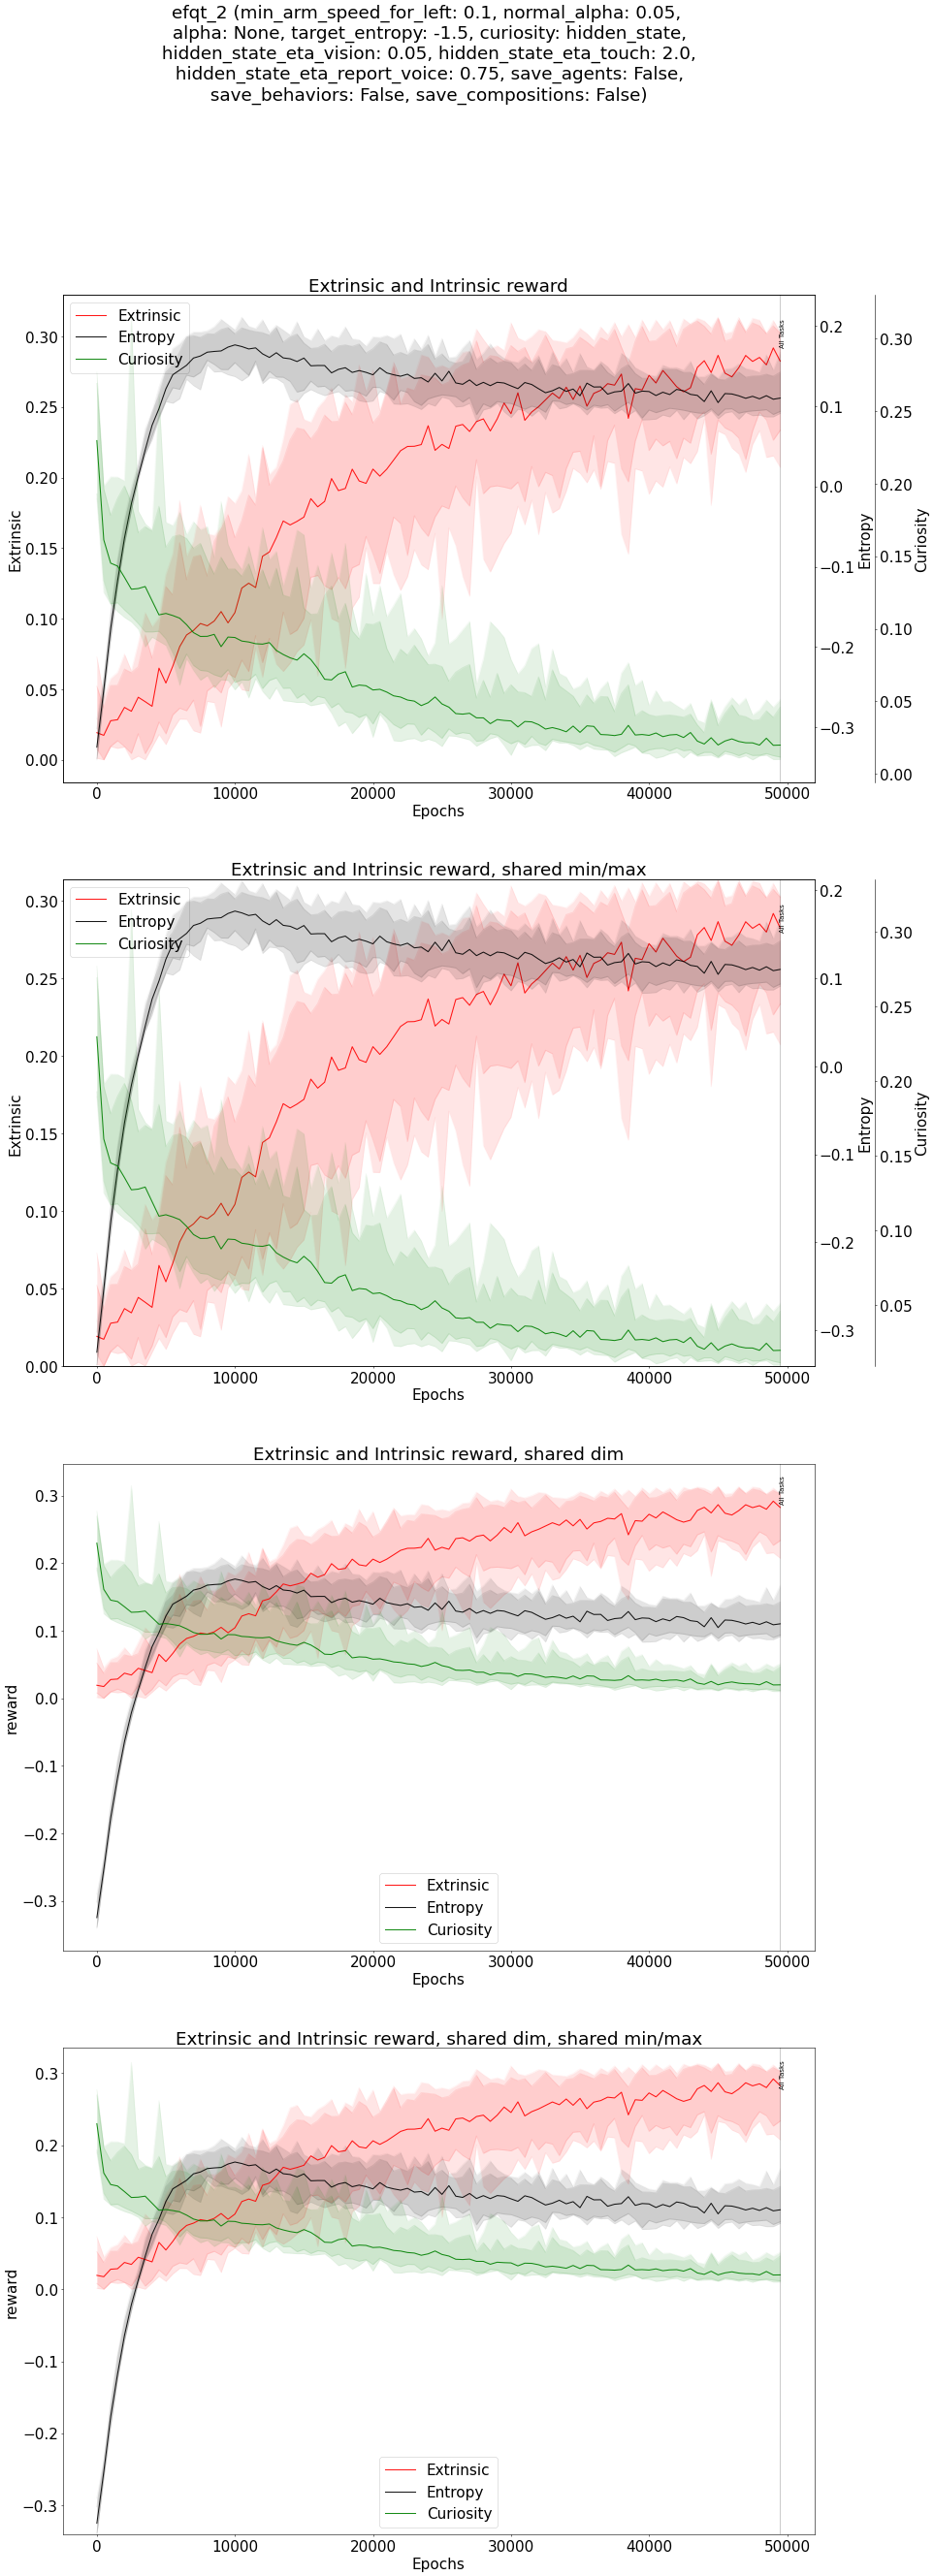 efqt_2 (min_arm_speed_for_left: 0.1, normal_alpha: 0.05,
alpha: None, target_entropy: -1.5, curiosity: hidden_state,
hidden_state_eta_vision: 0.05, hidden_state_eta_touch: 2.0,
hidden_state_eta_report_voice: 0.75, save_agents: False,
save_behaviors: False, save_compositions: False)
Extrinsic and Intrinsic reward
Extrinsic
Entropy
Curiosity
All Tasks
0.30
0.25
0.20
0.15
0.10
0.05
0.00
Extrinsic
0.2
0.1
0.0
−0.1
−0.2
−0.3
Entropy
0.30
0.25
0.20
0.15
0.10
0.05
0.00
Curiosity
0 10000 20000 30000 40000 50000
Epochs
Extrinsic and Intrinsic reward, shared min/max
Extrinsic
Entropy
Curiosity
All Tasks
0.30
0.25
0.20
0.15
0.10
0.05
0.00
Extrinsic
0.2
0.1
0.0
−0.1
−0.2
−0.3
Entropy
0.30
0.25
0.20
0.15
0.10
0.05
Curiosity
0 10000 20000 30000 40000 50000
Epochs
Extrinsic and Intrinsic reward, shared dim
All Tasks
0.3
0.2
0.1
0.0
−0.1
−0.2
−0.3
reward
Extrinsic
Entropy
Curiosity
0 10000 20000 30000 40000 50000
Epochs
Extrinsic and Intrinsic reward, shared dim, shared min/max
All Tasks
0.3
0.2
0.1
0.0
−0.1
−0.2
−0.3
reward
Extrinsic
Entropy
Curiosity
0 10000 20000 30000 40000 50000
Epochs